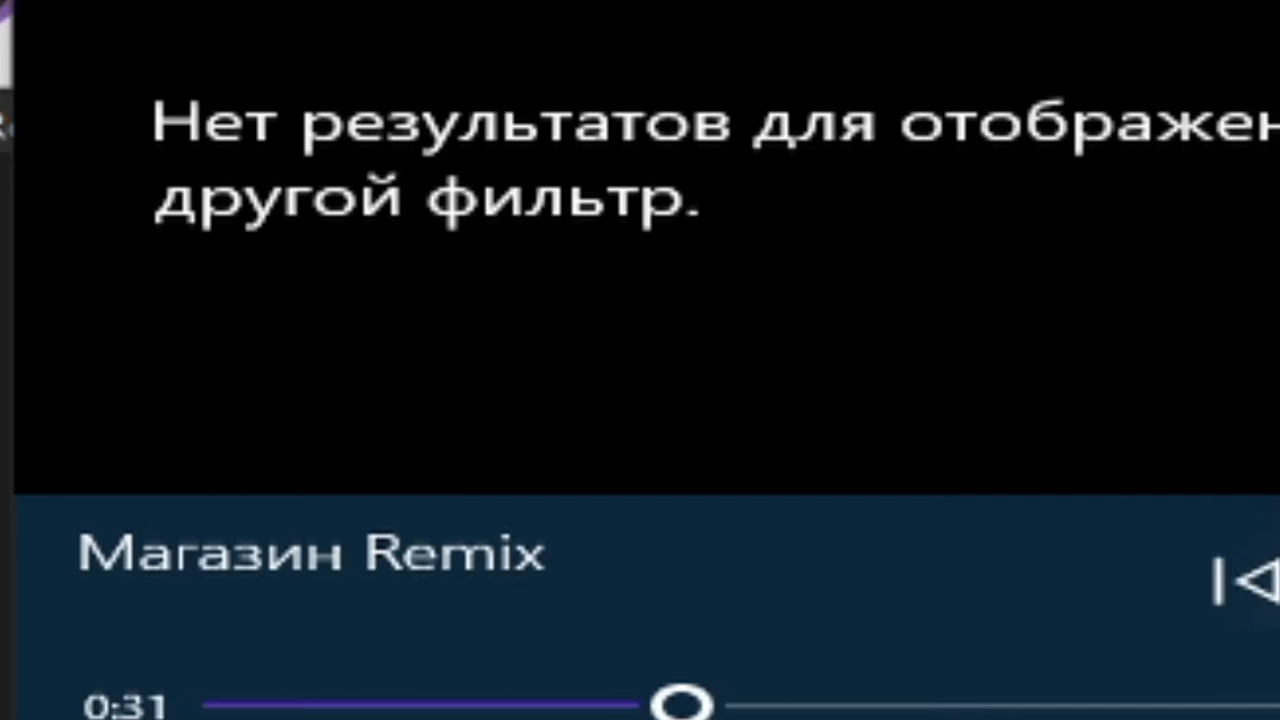 Нет результатов для отображен
другой фильтр.
Магазин Remix
0:31